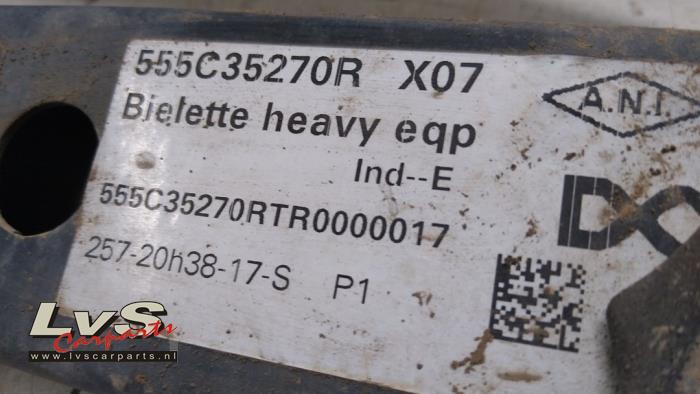 555C35270R X07
A.N.I.
Bielette heavy eqp
Ind--E
555C35270RTR0000017
257-20h38-17-S P1
LvS
Carparts
www.lvscarparts.nl